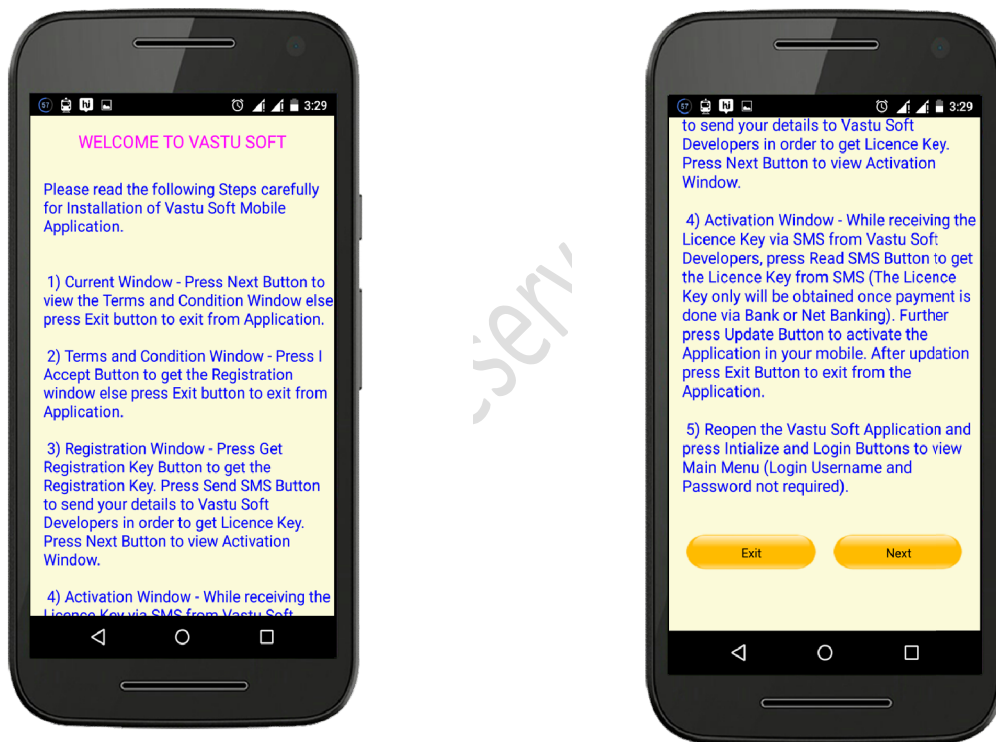 57 hi 3:29
WELCOME TO VASTU SOFT
Please read the following Steps carefully
for Installation of Vastu Soft Mobile
Application.
1) Current Window - Press Next Button to
view the Terms and Condition Window else
press Exit button to exit from Application.
2) Terms and Condition Window - Press I
Accept Button to get the Registration
window else press Exit button to exit from
Application.
3) Registration Window - Press Get
Registration Key Button to get the
Registration Key. Press Send SMS Button
to send your details to Vastu Soft
Developers in order to get Licence Key.
Press Next Button to view Activation
Window.
4) Activation Window - While receiving the
Licence Key via SMS from Vastu Soft
57 hi 3:29
to send your details to Vastu Soft
Developers in order to get Licence Key.
Press Next Button to view Activation
Window.
4) Activation Window - While receiving the
Licence Key via SMS from Vastu Soft
Developers, press Read SMS Button to get
the Licence Key from SMS (The Licence
Key only will be obtained once payment is
done via Bank or Net Banking). Further
press Update Button to activate the
Application in your mobile. After updation
press Exit Button to exit from the
Application.
5) Reopen the Vastu Soft Application and
press Intialize and Login Buttons to view
Main Menu (Login Username and
Password not required).
Exit Next